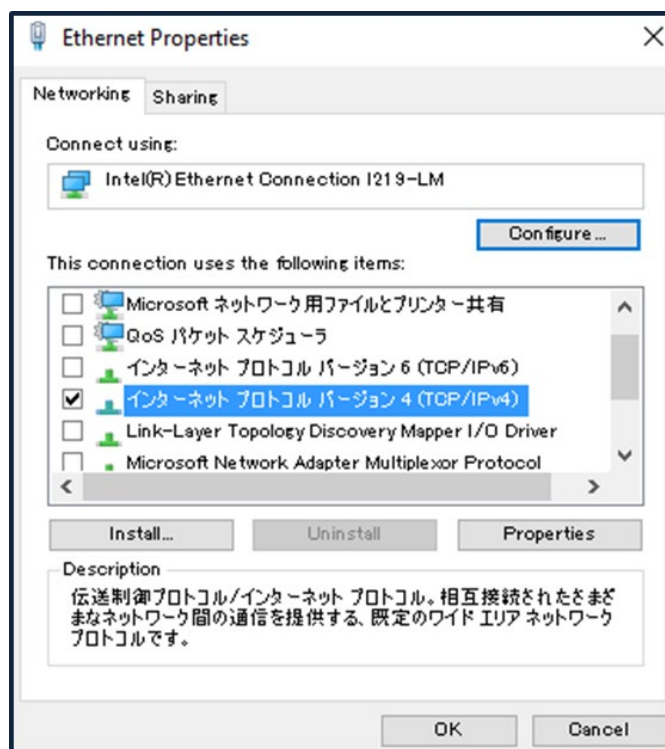 Ethernet Properties
Networking
Sharing
Connect using:
Intel(R) Ethernet Connection I219-LM
Configure...
This connection uses the following items:
Microsoft ネットワーク用ファイルとプリンター共有
QoS パケット スケジューラ
インターネット プロトコル バージョン 6 (TCP/IPv6)
インターネット プロトコル バージョン 4 (TCP/IPv4)
Link-Layer Topology Discovery Mapper I/O Driver
Microsoft Network Adapter Multiplexor Protocol
Install...
Uninstall
Properties
Description
伝送制御プロトコル/インターネット プロトコル。相互接続されたさまざ
まなネットワーク間の通信を提供する、既定のワイド エリア ネットワーク
プロトコルです。
OK
Cancel